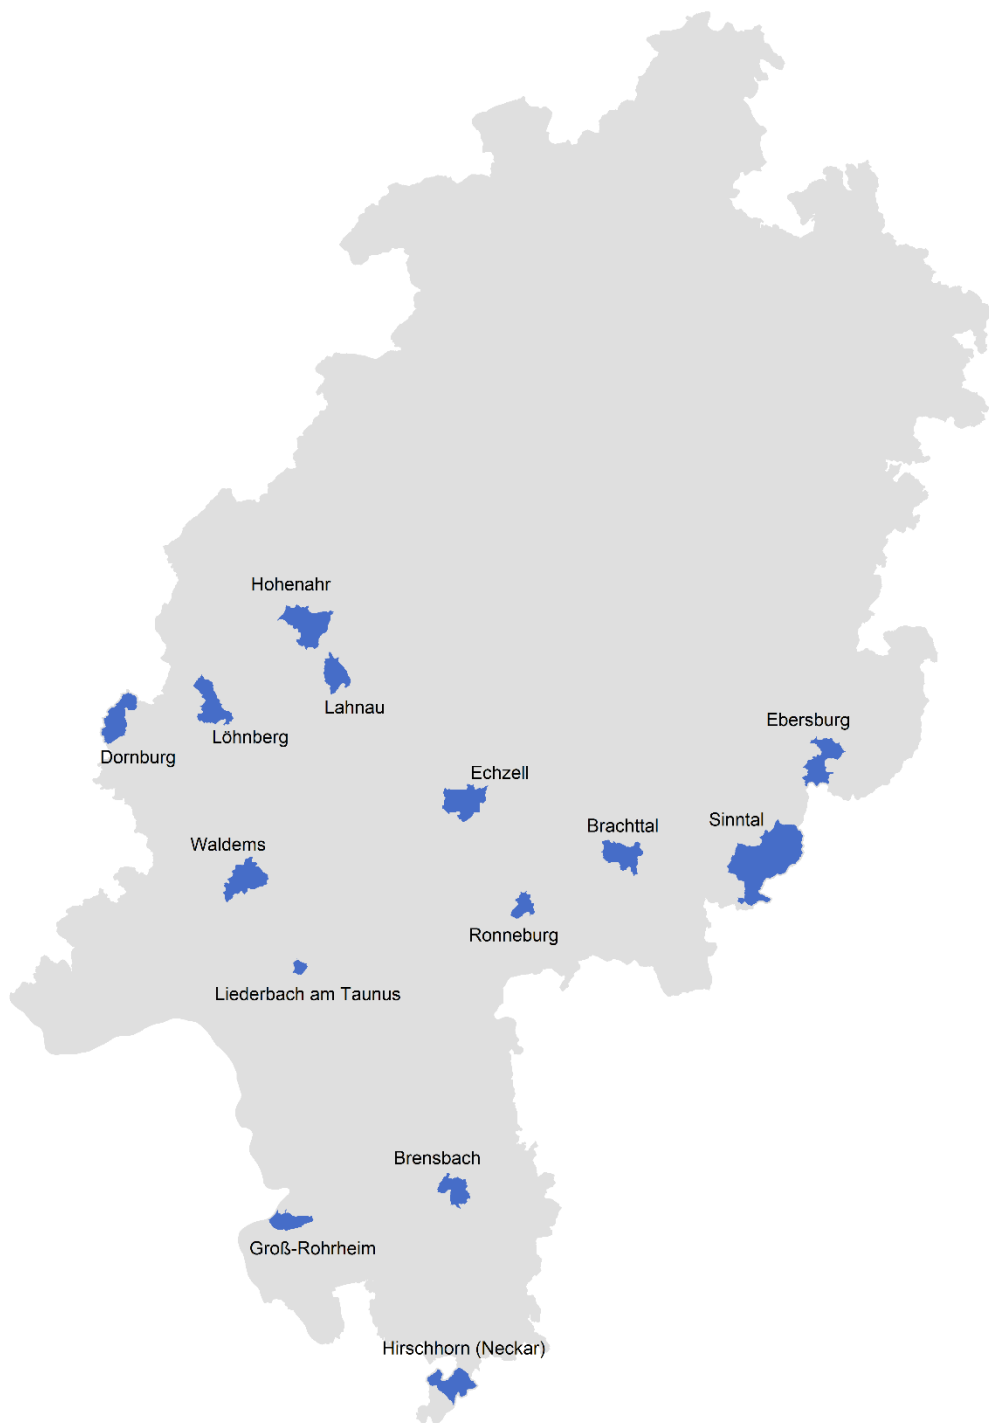 Hohenahr
Lahnau
Löhnberg
Dornburg
Ebersburg
Echzell
Sinntal
Brachttal
Waldems
Ronneburg
Liederbach am Taunus
Brensbach
Groß-Rohrheim
Hirschhorn (Neckar)